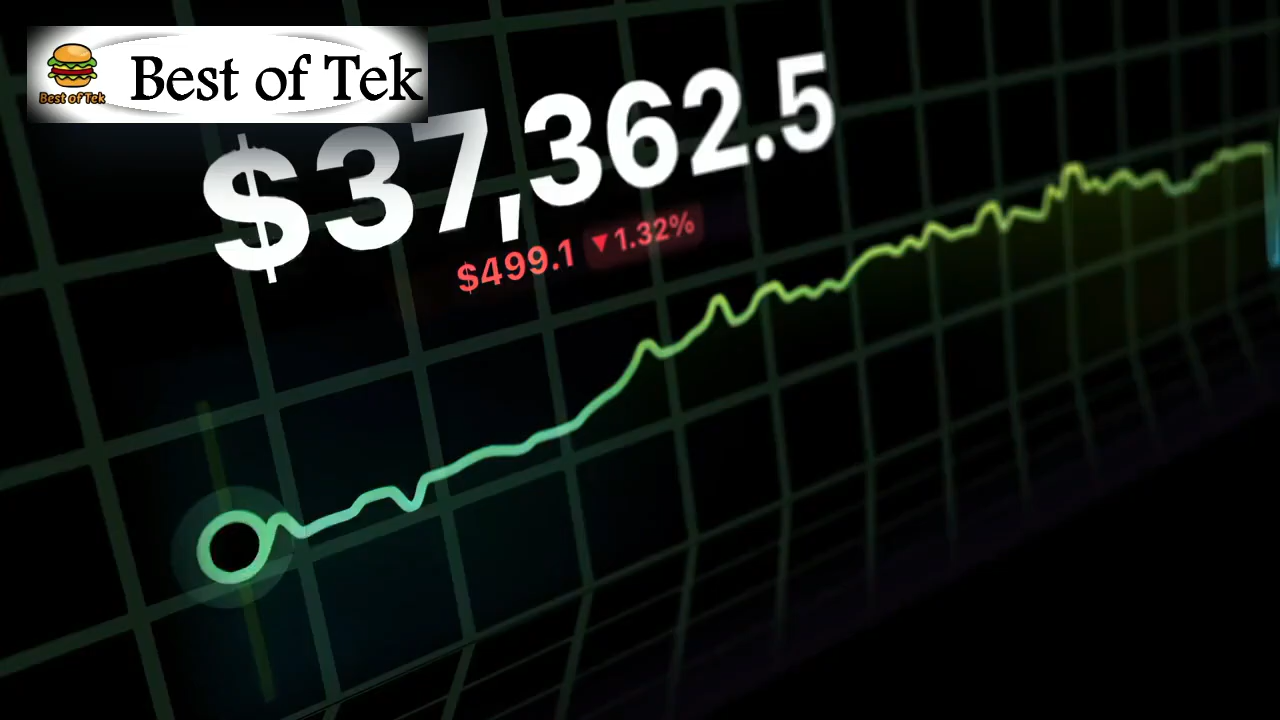 Best of Tek
Best of Tek
$37,362.5
$499.1 ▼1.32%